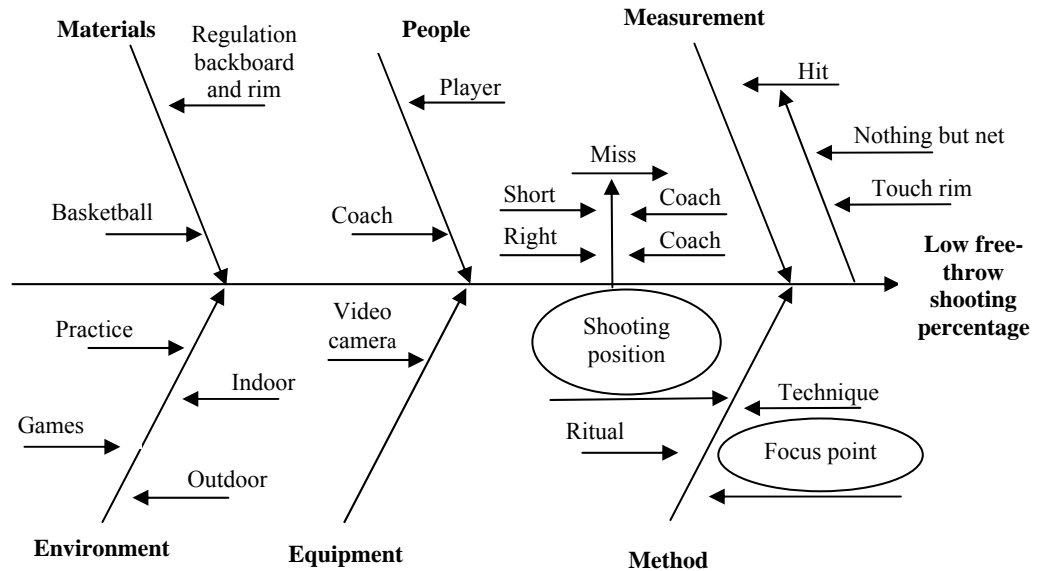 Materials
People
Measurement
Regulation
backboard
and rim
Player
Hit
Nothing but net
Miss
Short
Coach
Touch rim
Basketball
Coach
Right
Coach
Low free-
throw
shooting
percentage
Practice
Video
camera
Shooting
position
Indoor
Technique
Games
Ritual
Focus point
Outdoor
Environment
Equipment
Method